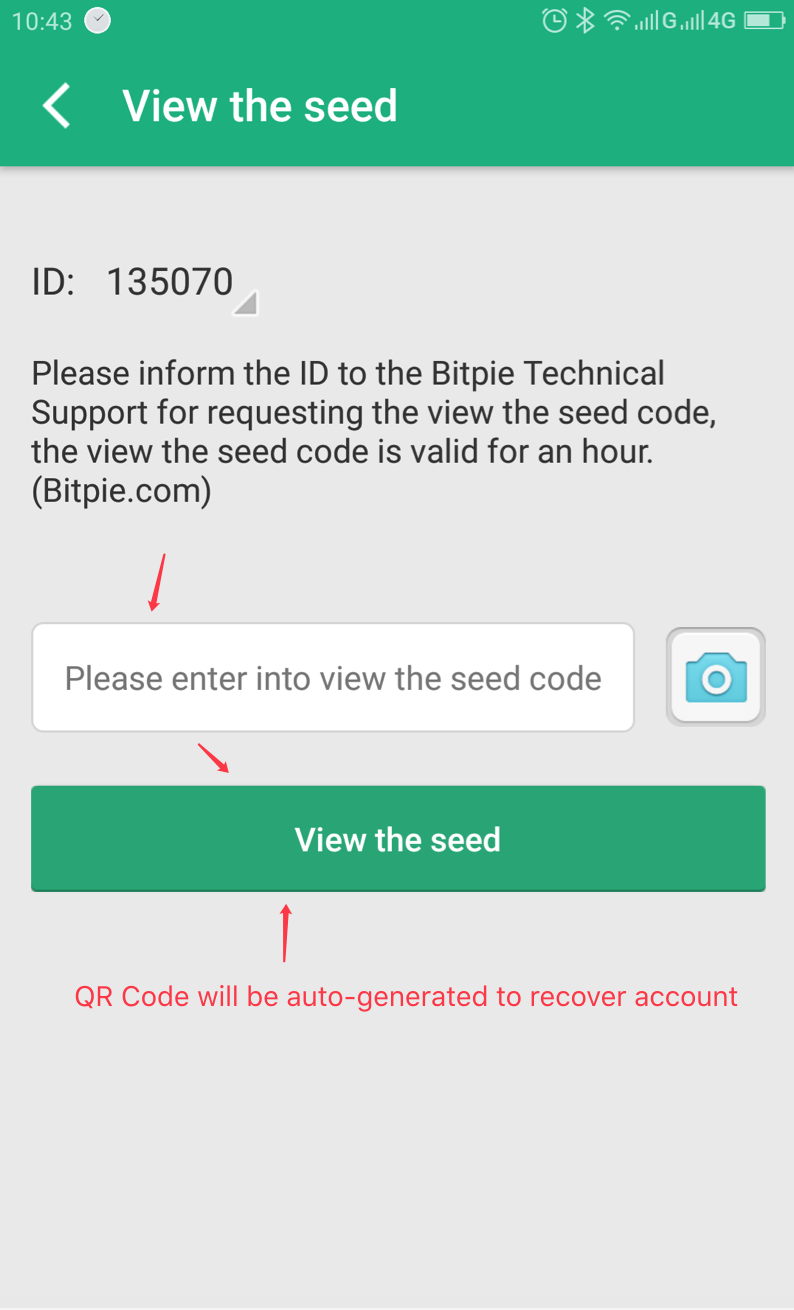 10:43 G 4G
View the seed
ID: 135070
Please inform the ID to the Bitpie Technical
Support for requesting the view the seed code,
the view the seed code is valid for an hour.
(Bitpie.com)
Please enter into view the seed code
View the seed
QR Code will be auto-generated to recover account